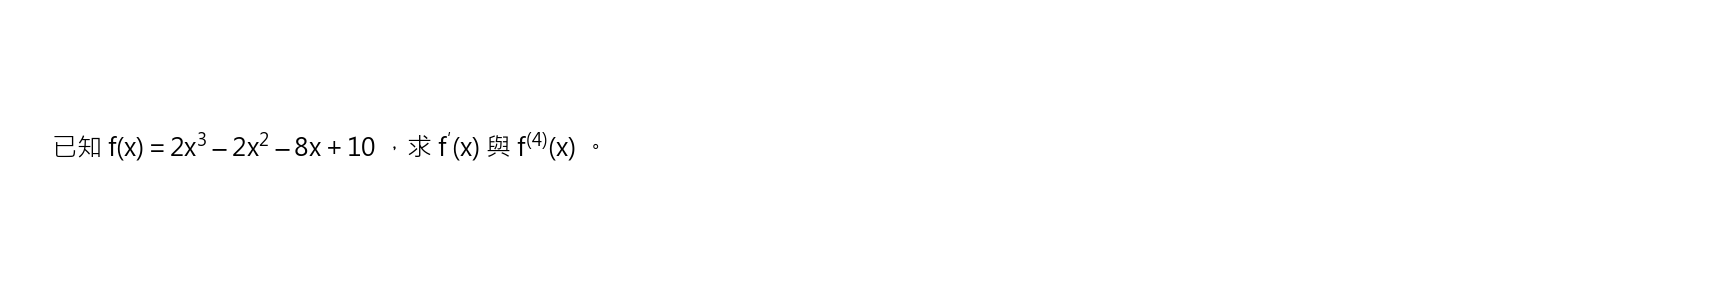 已知 f(x) = 2x³ – 2x² – 8x + 10 ，求 f′(x) 與 f⁽⁴⁾(x) 。